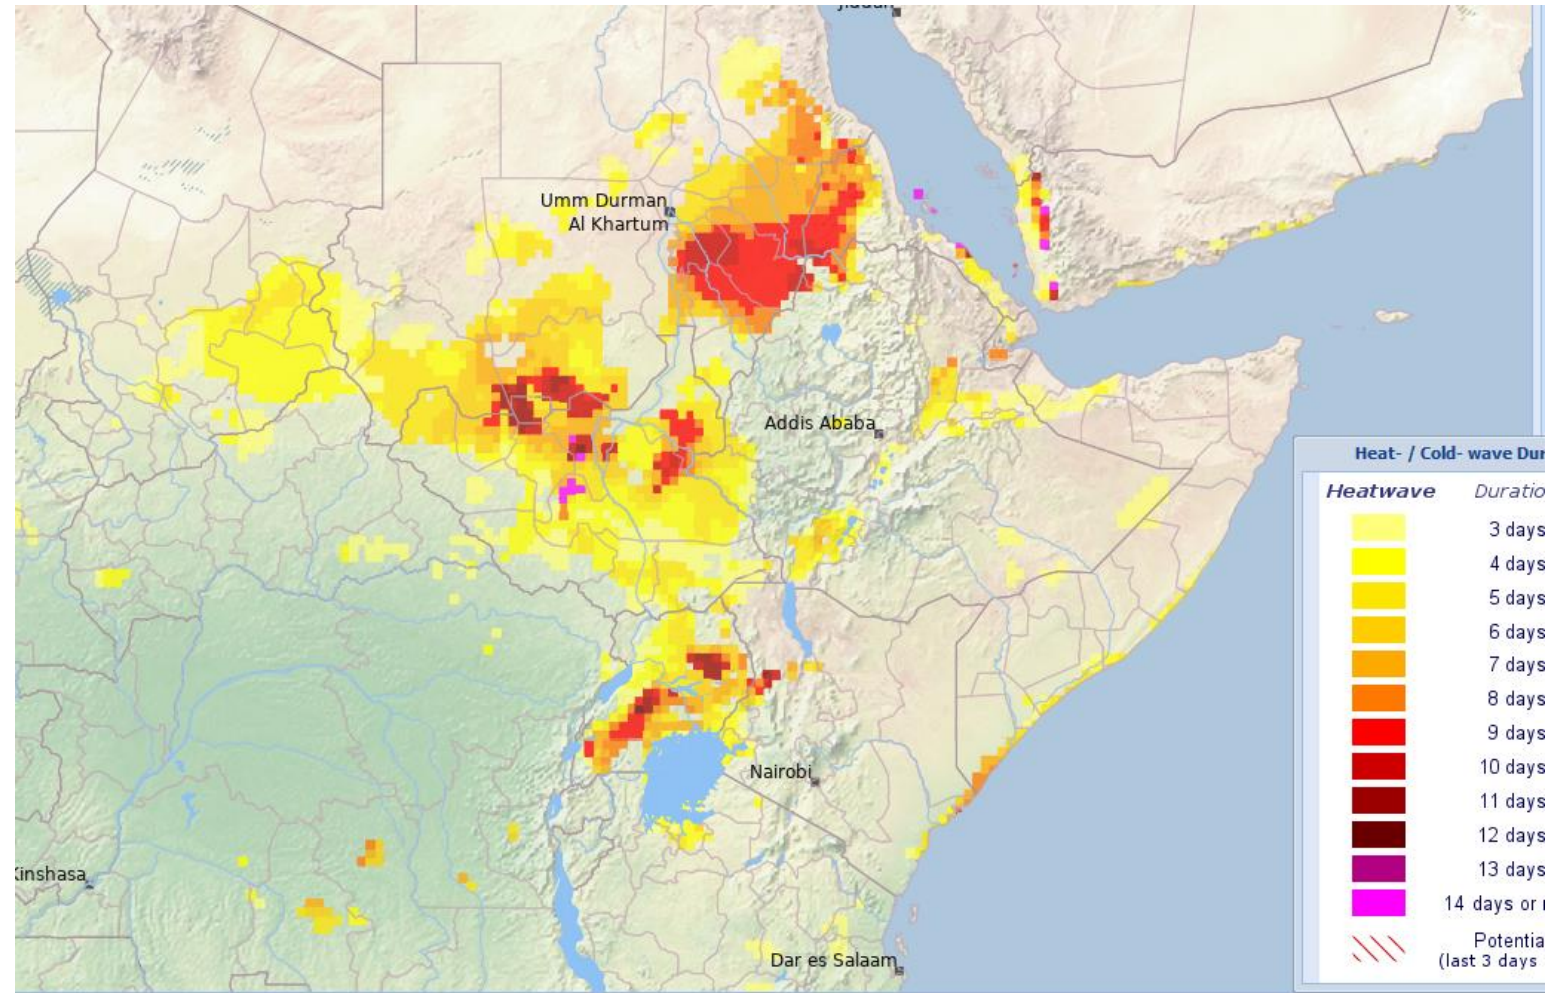 Umm Durman
Al Khartum
Addis Ababa
Nairobi
Kinshasa
Dar es Salaam
Heat- / Cold- wave Dur
Heatwave Duratio
3 days
4 days
5 days
6 days
7 days
8 days
9 days
10 days
11 days
12 days
13 days
14 days or
Potentia
(last 3 days